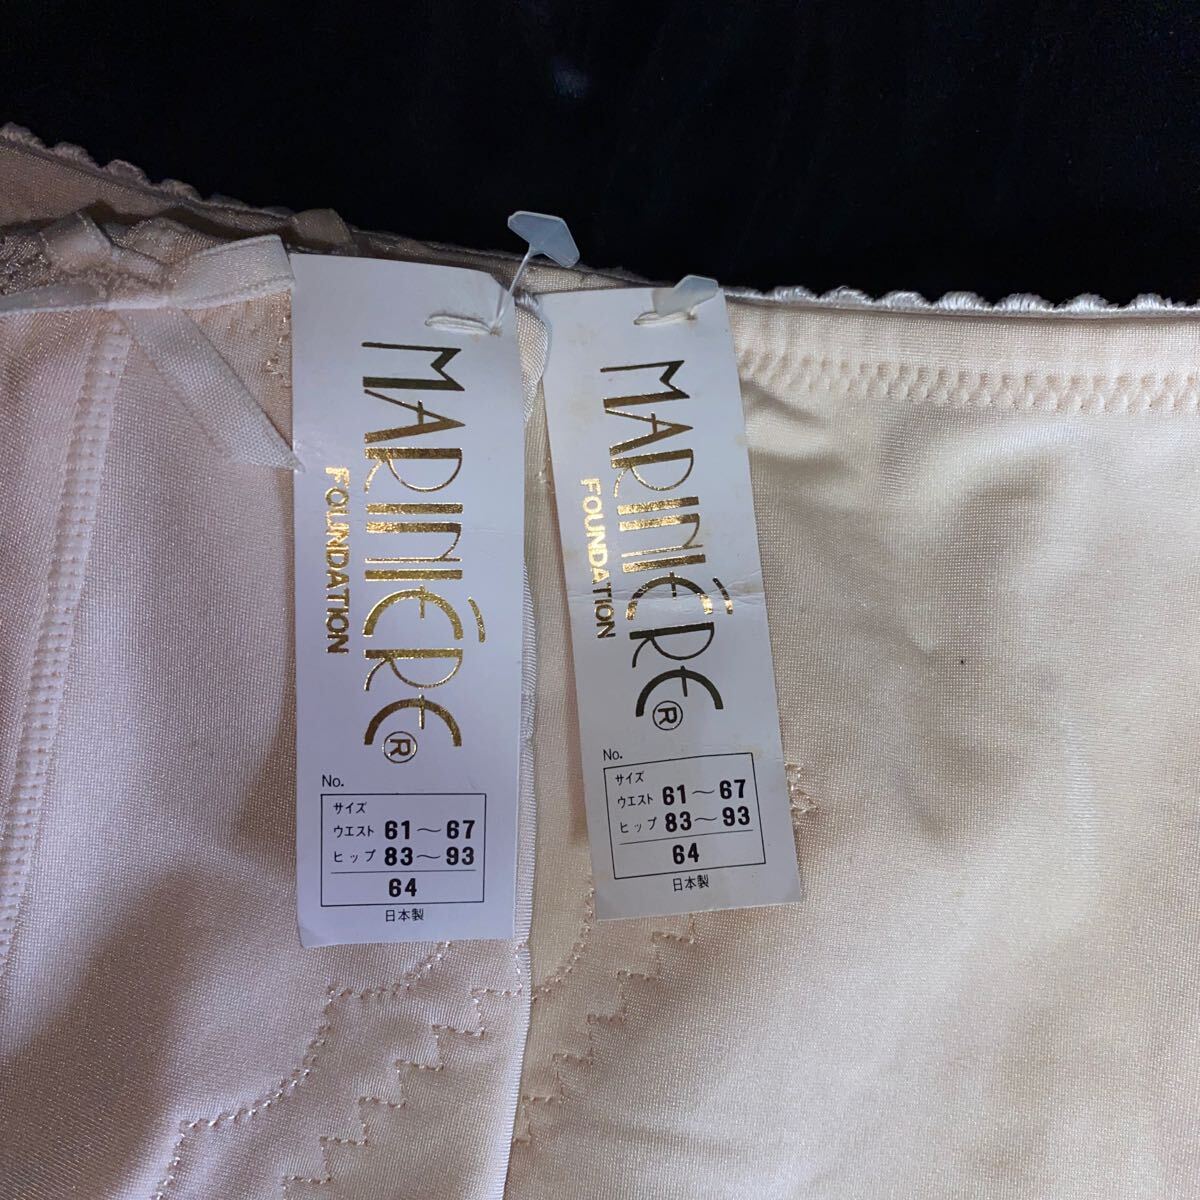 MARINIÉRE ®
FOUNDATION
No.
サイズ
ウエスト 61～67
ヒップ 83～93
64
日本製
MARINIÉRE ®
FOUNDATION
No.
サイズ
ウエスト 61～67
ヒップ 83～93
64
日本製